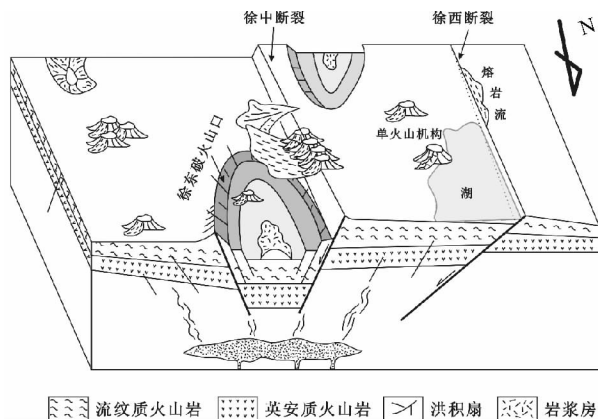 徐中断裂
徐西断裂
N
熔岩流
单火山机构
徐东破火山口
湖
流纹质火山岩
英安质火山岩
洪积扇
岩浆房